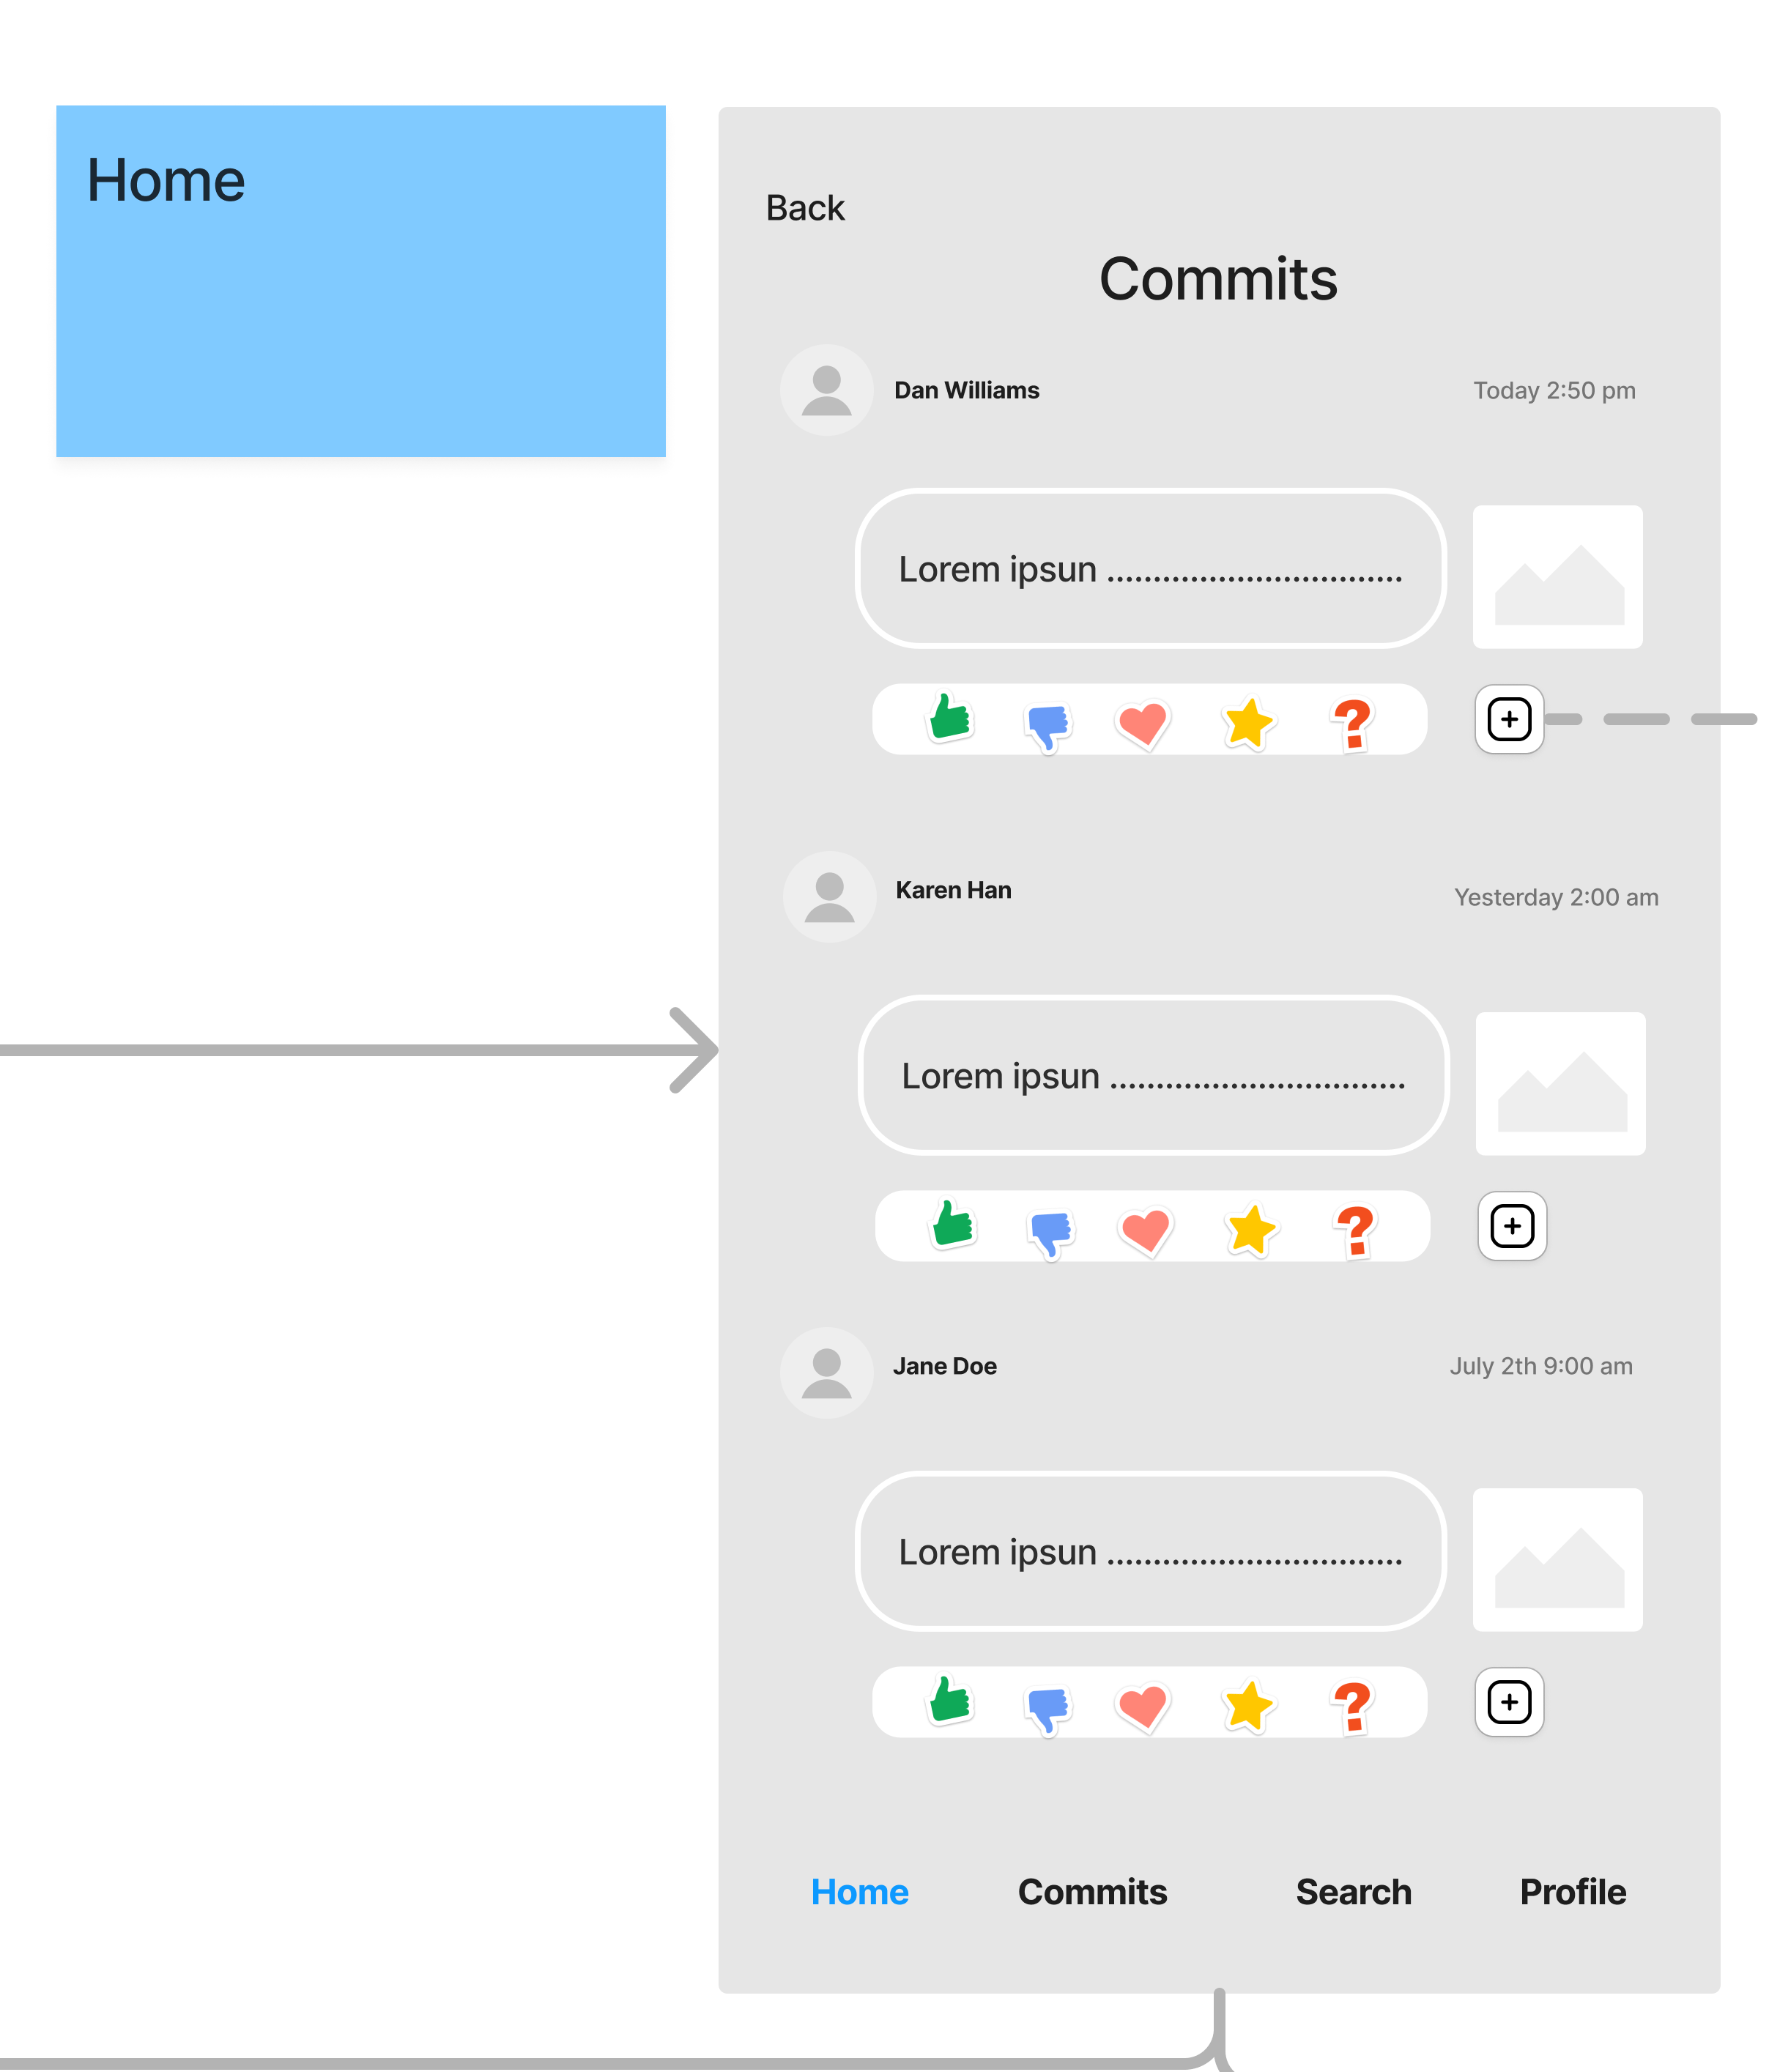 Home
Back
Commits
Dan Williams
Today 2:50 pm
Lorem ipsun ................................
Karen Han
Yesterday 2:00 am
Lorem ipsun ................................
Jane Doe
July 2th 9:00 am
Lorem ipsun ................................
Home Commits Search Profile